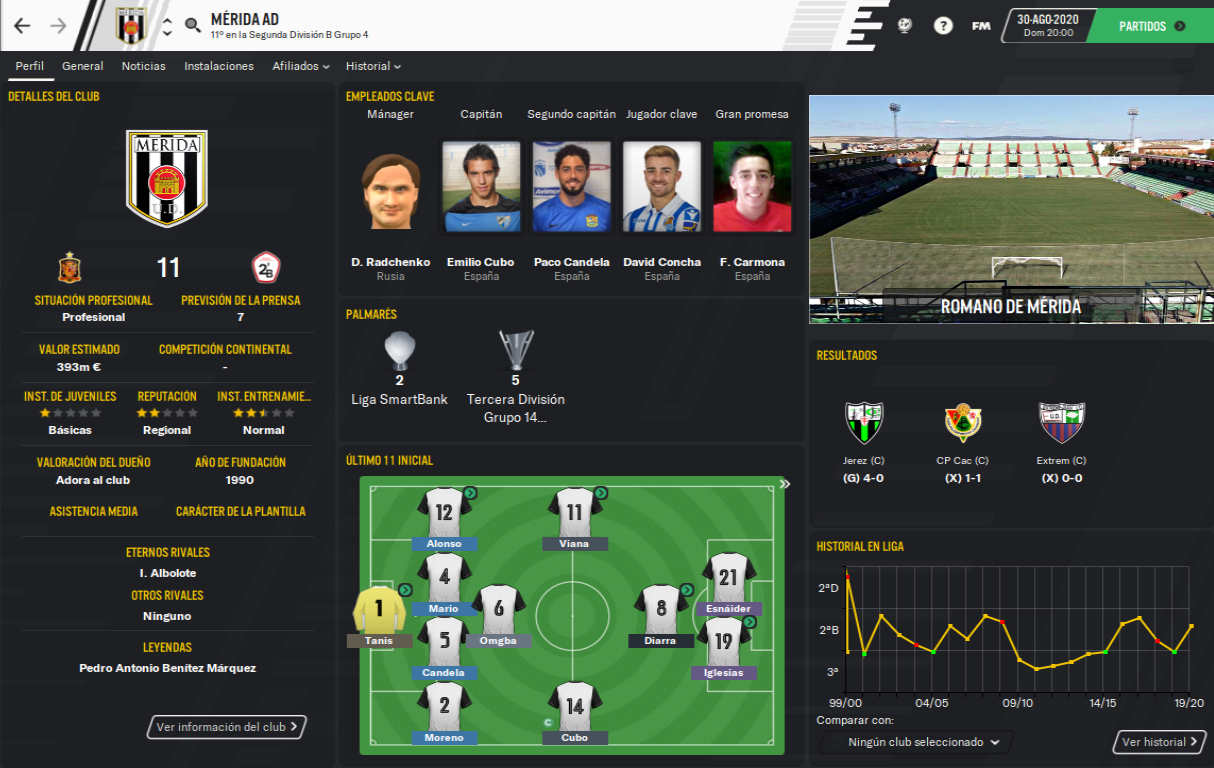 MÉRIDA AD
11º en la Segunda División B Grupo 4
FM
30-AGO-2020
Dom 20:00
PARTIDOS
Perfil
General
Noticias
Instalaciones
Afiliados
Historial
DETALLES DEL CLUB
MÉRIDA
U.D.
11
2ªB
SITUACIÓN PROFESIONAL
Profesional
PREVISIÓN DE LA PRENSA
7
VALOR ESTIMADO
393m €
COMPETICIÓN CONTINENTAL
-
INST. DE JUVENILES
Básicas
REPUTACIÓN
Regional
INST. ENTRENAMIE...
Normal
VALORACIÓN DEL DUEÑO
Adora al club
AÑO DE FUNDACIÓN
1990
ASISTENCIA MEDIA
CARÁCTER DE LA PLANTILLA
ETERNOS RIVALES
I. Albolote
OTROS RIVALES
Ninguno
LEYENDAS
Pedro Antonio Benítez Márquez
Ver información del club
EMPLEADOS CLAVE
Mánager
Capitán
Segundo capitán
Jugador clave
Gran promesa
D. Radchenko
Rusia
Emilio Cubo
España
Paco Candela
España
David Concha
España
F. Carmona
España
PALMARÉS
2
Liga SmartBank
5
Tercera División
Grupo 14...
ÚLTIMO 11 INICIAL
12
Alonso
11
Viana
4
Mario
21
Esnáider
1
Tanis
6
Omgba
8
Diarra
5
Candela
19
Iglesias
2
Moreno
C
14
Cubo
ROMANO DE MÉRIDA
RESULTADOS
Jerez (C)
(G) 4-0
CP Cac (C)
(X) 1-1
Extrem (C)
(X) 0-0
HISTORIAL EN LIGA
2ªD
2ªB
3ª
99/00
04/05
09/10
14/15
19/20
Comparar con:
Ningún club seleccionado
Ver historial